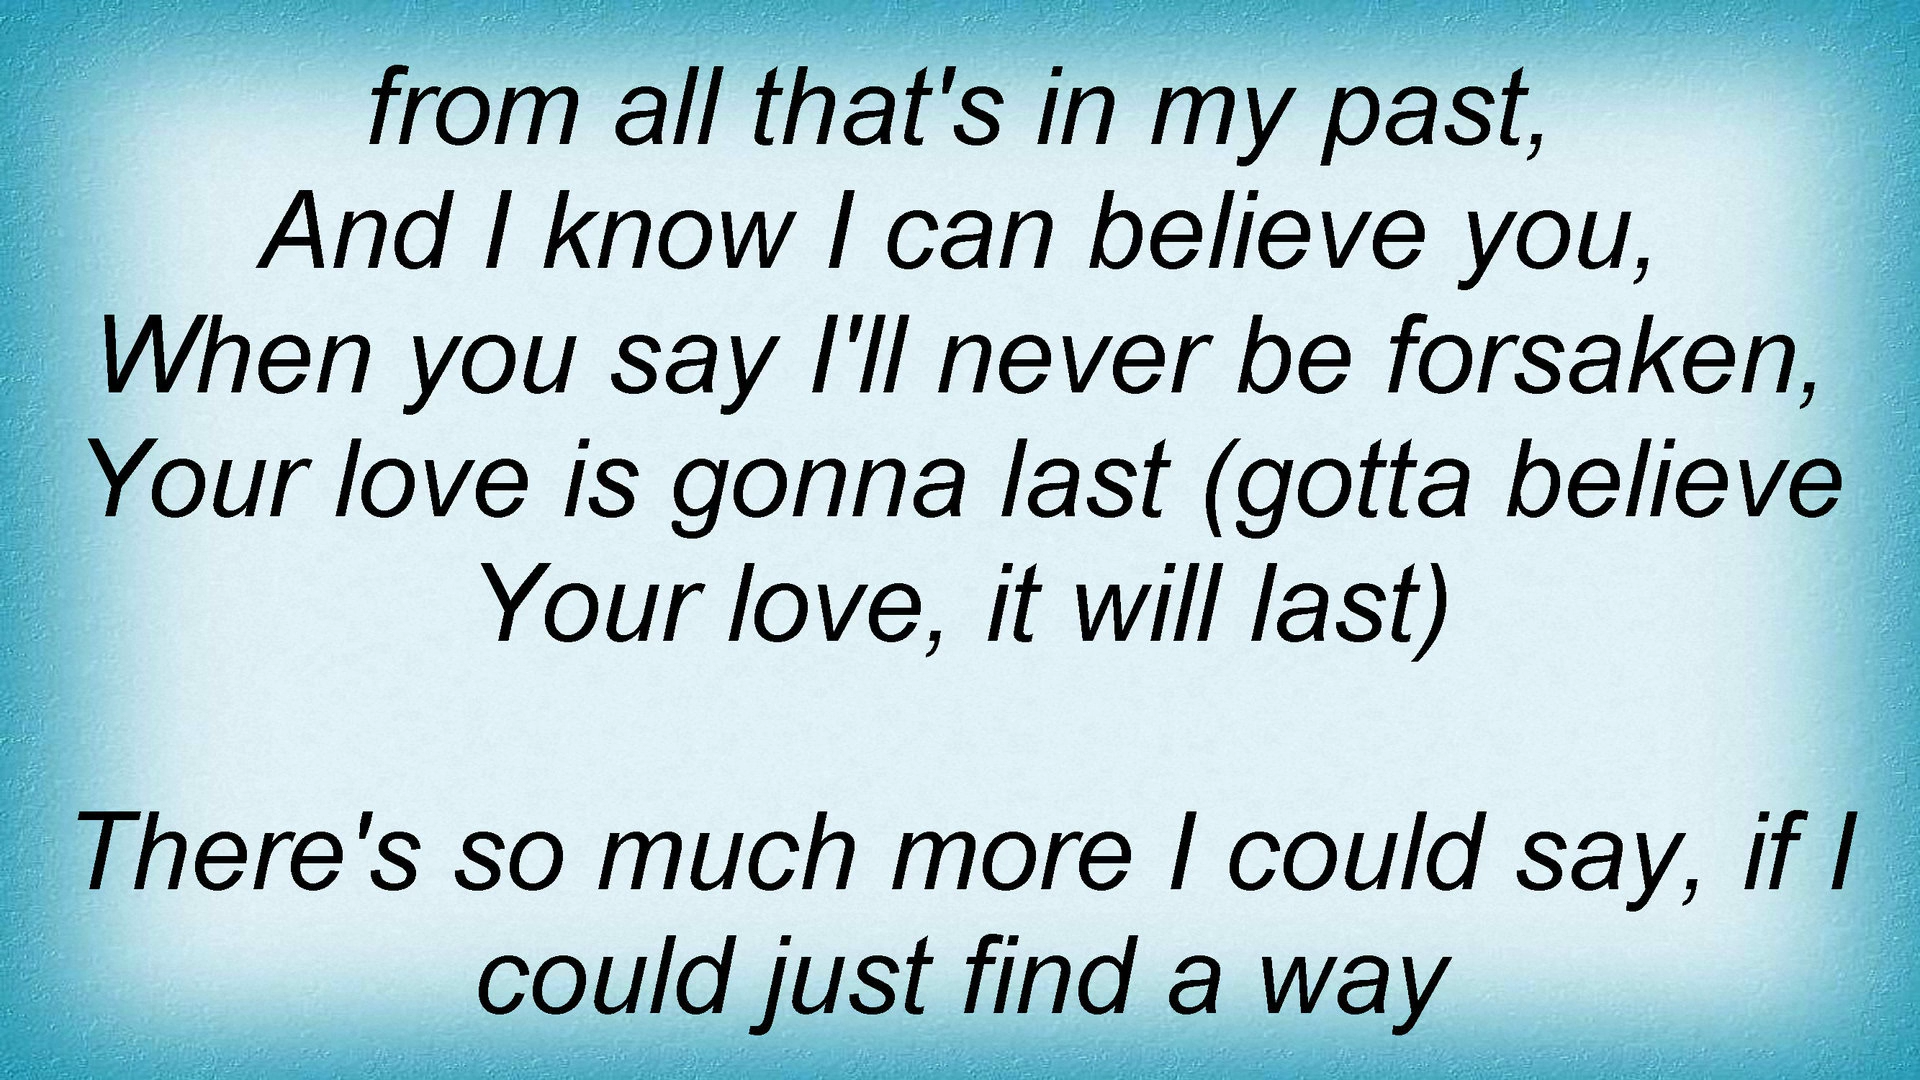 from all that's in my past,
And I know I can believe you,
When you say I'll never be forsaken,
Your love is gonna last (gotta believe
Your love, it will last)
There's so much more I could say, if I
could just find a way